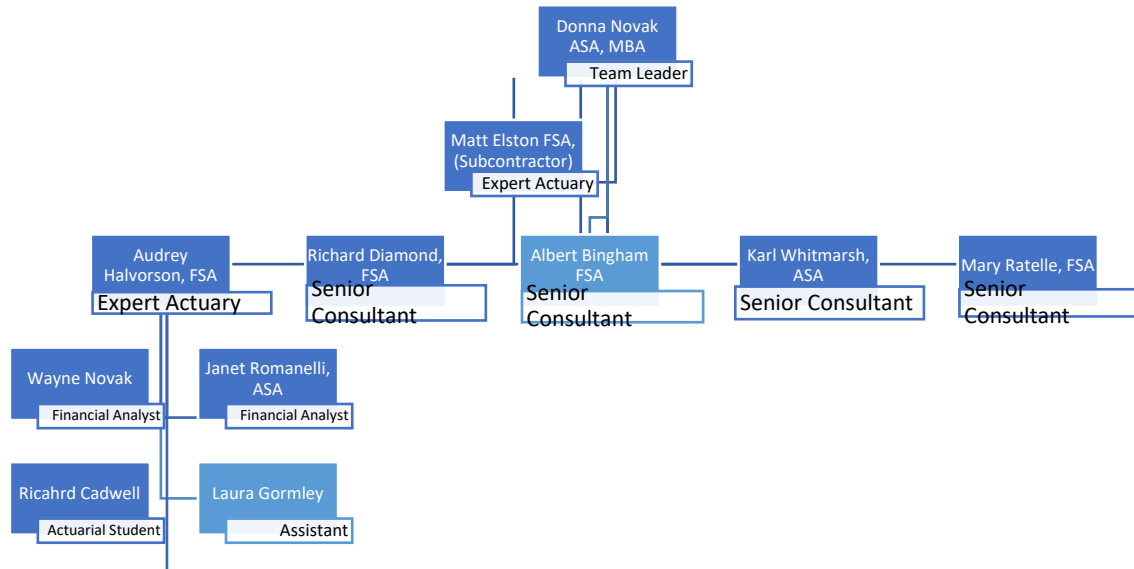 Donna Novak
ASA, MBA
Team Leader
Matt Elston FSA,
(Subcontractor)
Expert Actuary
Audrey
Halvorson, FSA
Expert Actuary
Richard Diamond,
FSA
Senior
Consultant
Albert Bingham
FSA
Senior
Consultant
Karl Whitmarsh,
ASA
Senior Consultant
Mary Ratelle, FSA
Senior
Consultant
Wayne Novak
Financial Analyst
Janet Romanelli,
ASA
Financial Analyst
Ricahrd Cadwell
Actuarial Student
Laura Gormley
Assistant